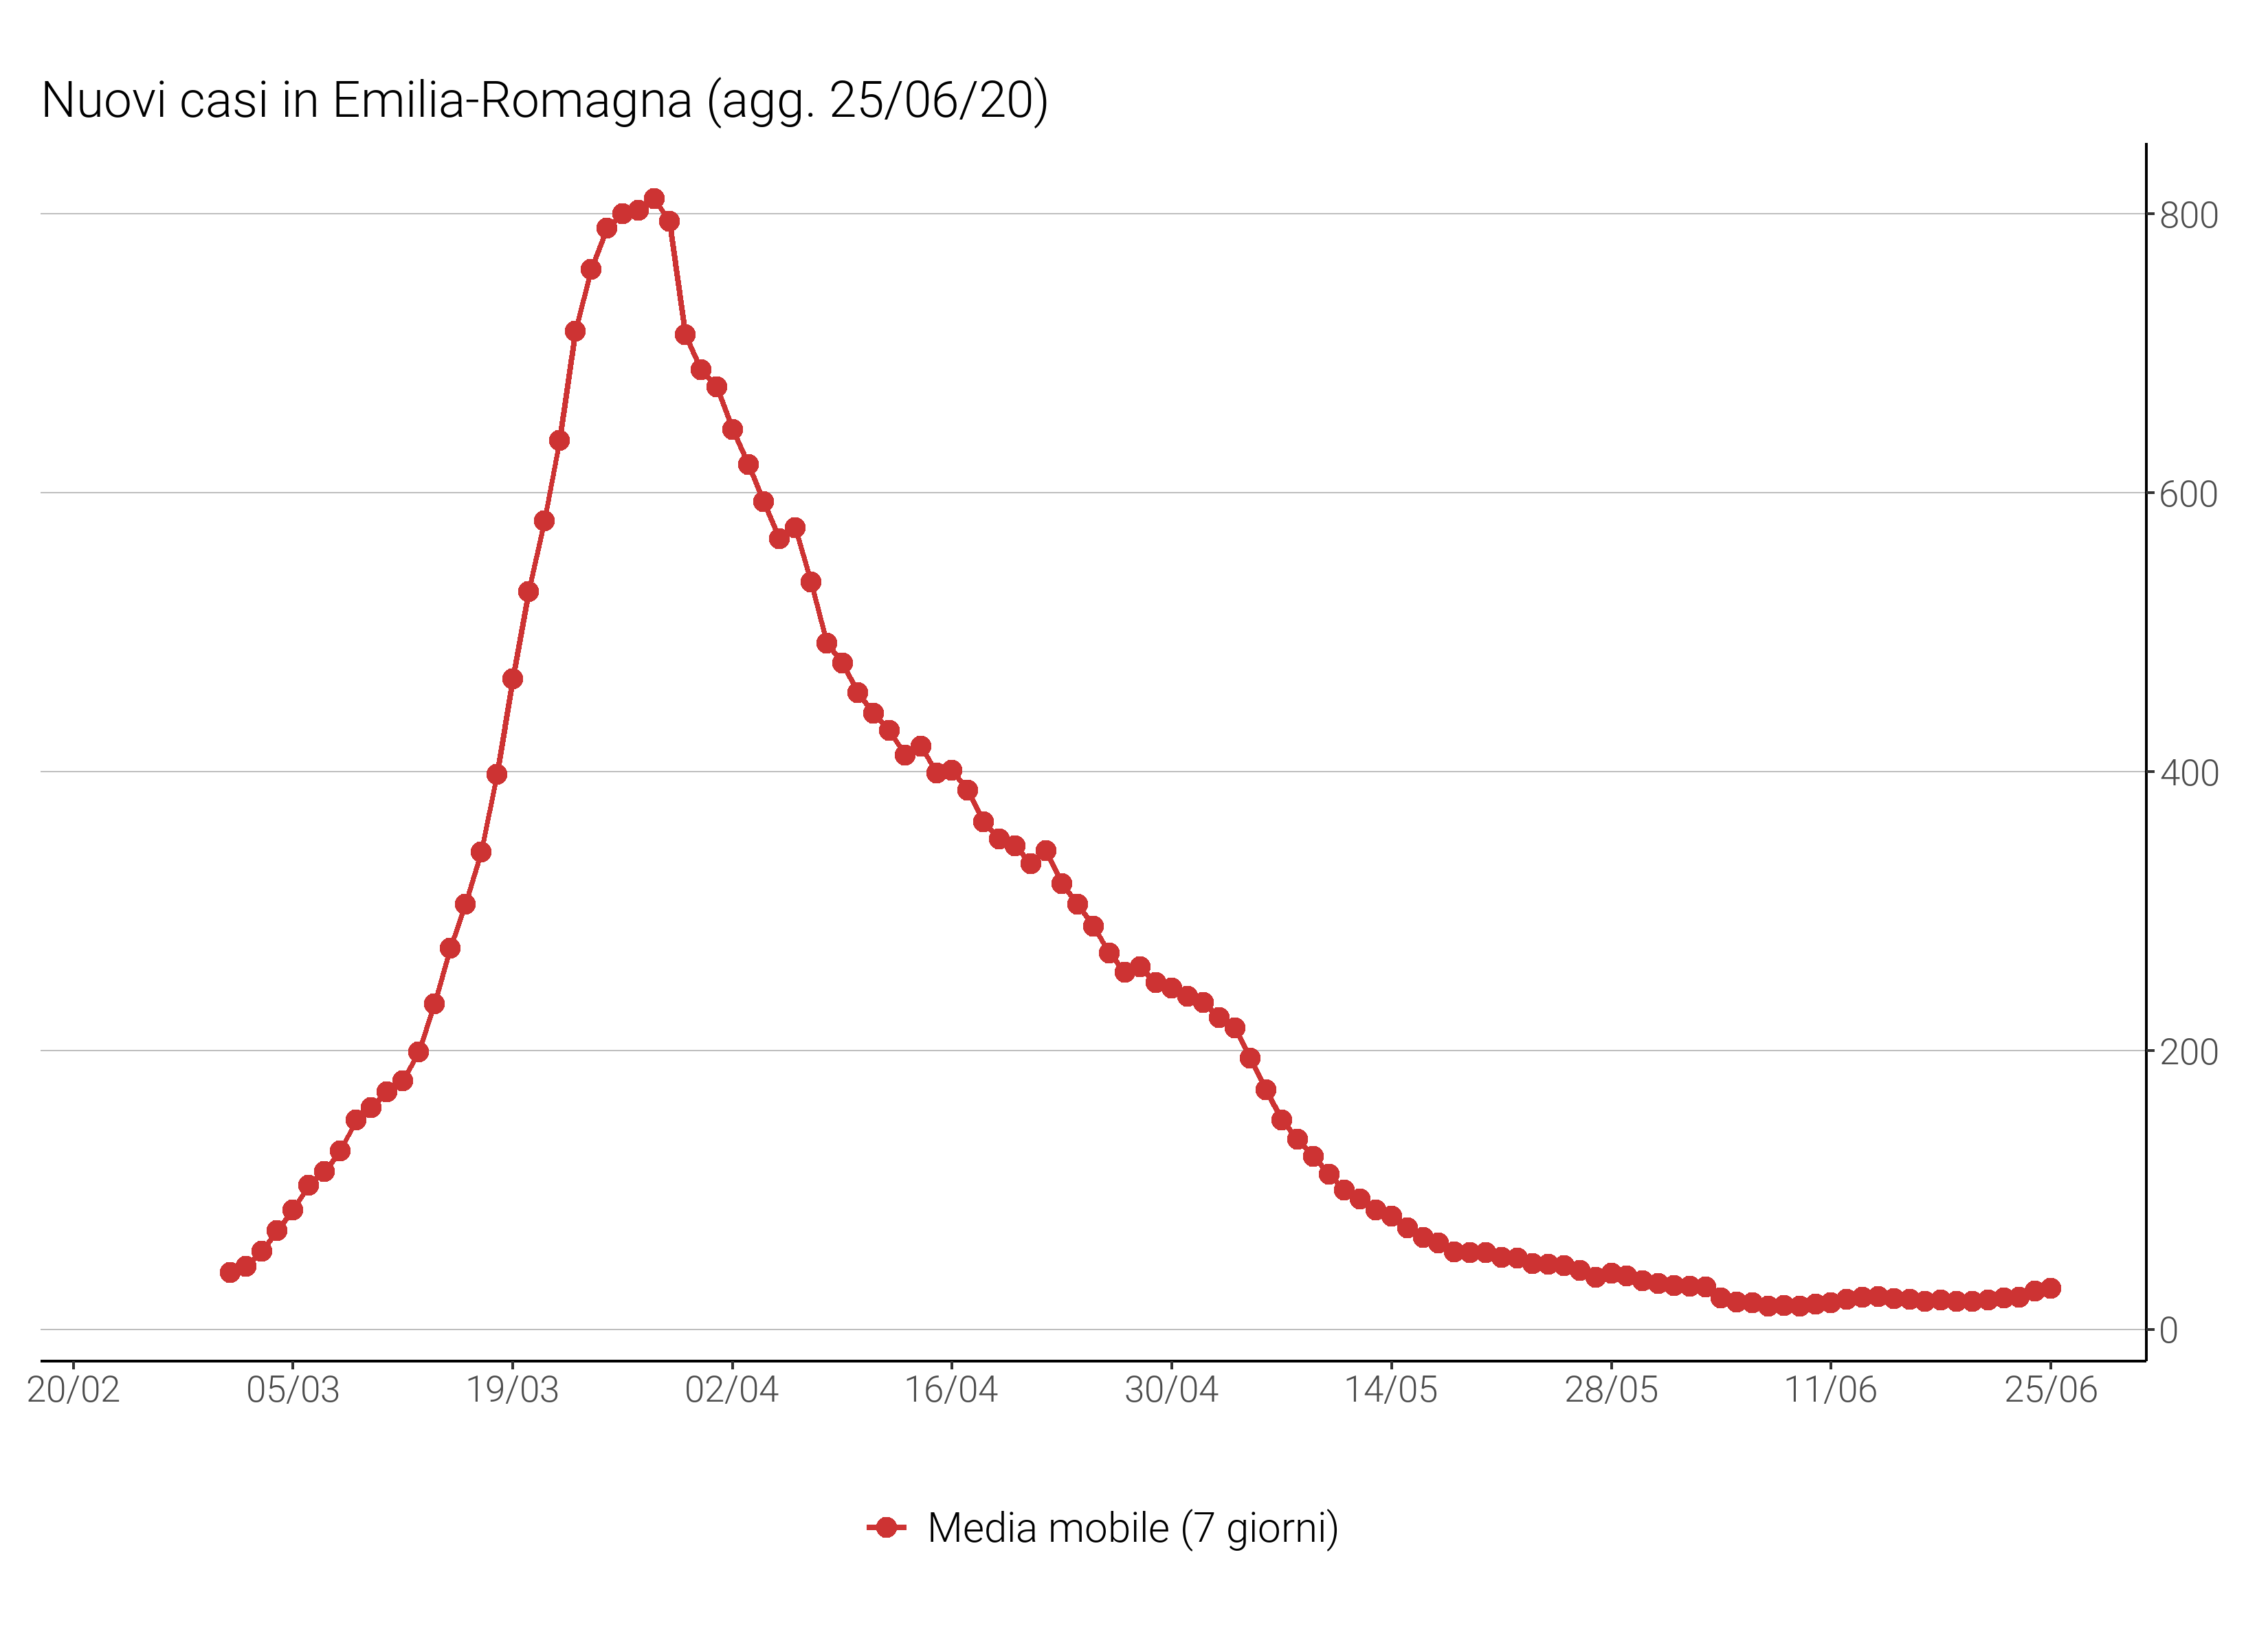 Nuovi casi in Emilia-Romagna (agg. 25/06/20)
800
600
400
200
0
20/02 05/03 19/03 02/04 16/04 30/04 14/05 28/05 11/06 25/06
Media mobile (7 giorni)